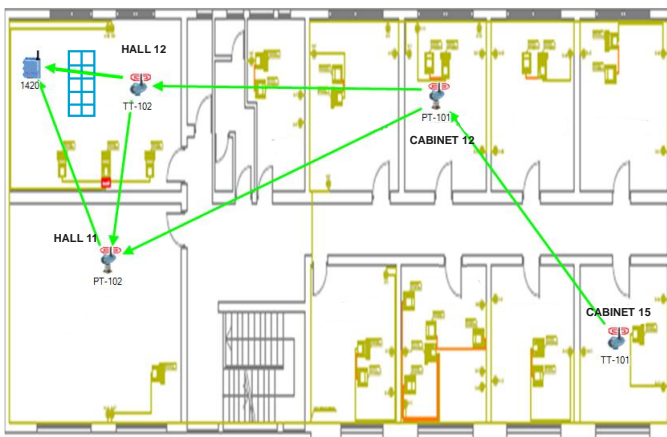 HALL 12
1420
TT-102
PT-101
CABINET 12
HALL 11
PT-102
CABINET 15
TT-101